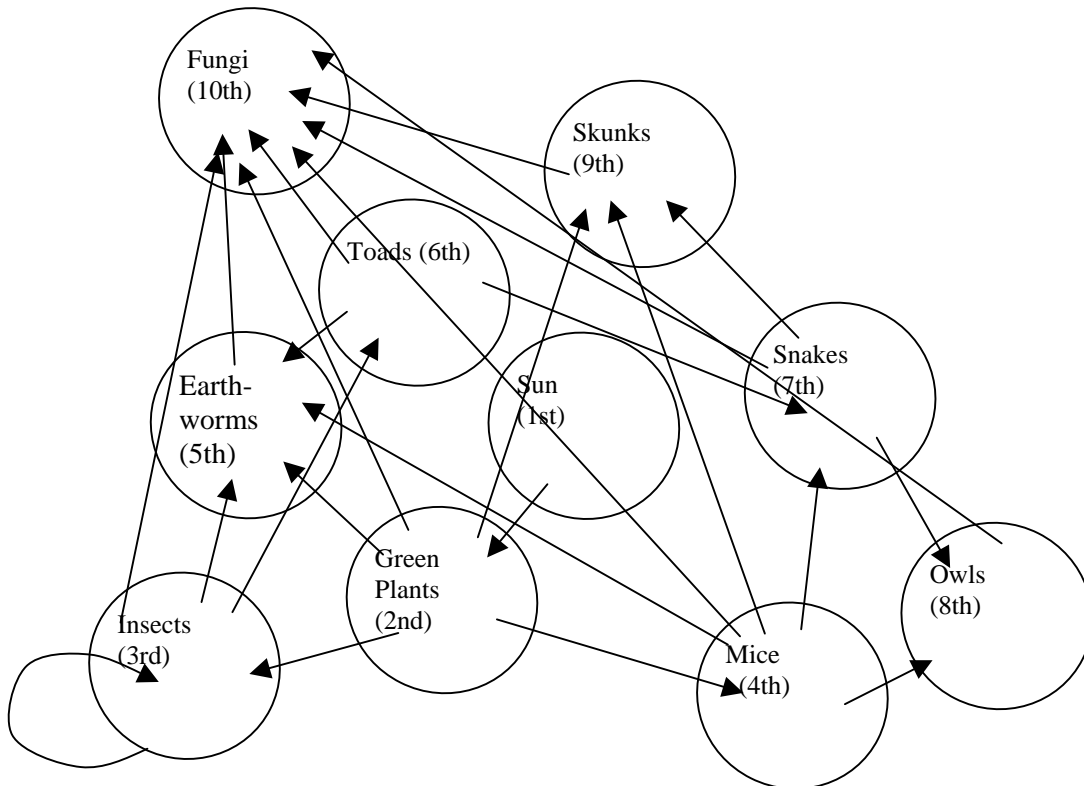 Fungi
(10th)
Skunks
(9th)
Toads (6th)
Snakes
(7th)
Sun
(1st)
Earth-
worms
(5th)
Green
Plants
(2nd)
Owls
(8th)
Insects
(3rd)
Mice
(4th)